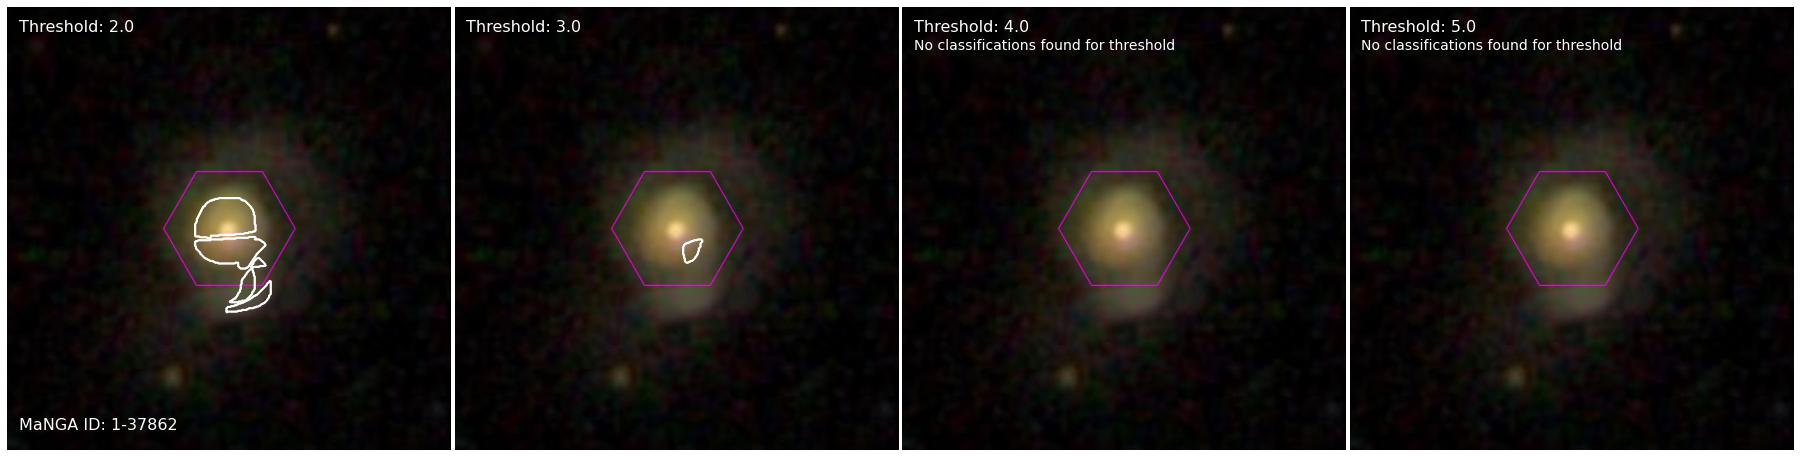 Threshold: 2.0
MaNGA ID: 1-37862
Threshold: 3.0
Threshold: 4.0
No classifications found for threshold
Threshold: 5.0
No classifications found for threshold